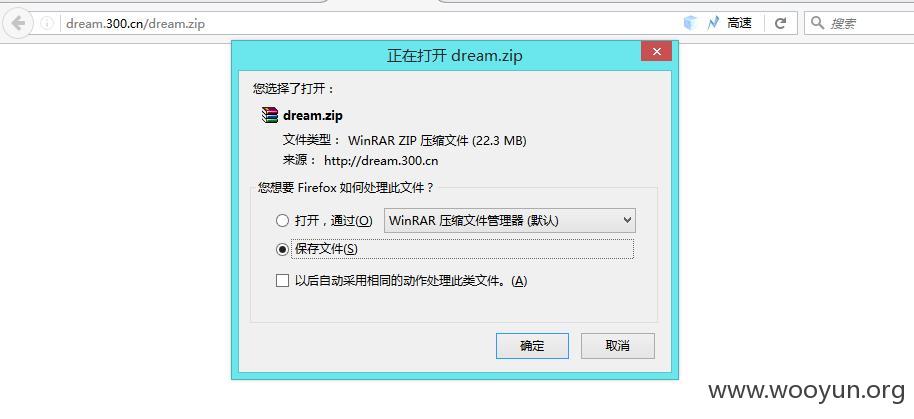 dream.300.cn/dream.zip
高速
搜索
正在打开 dream.zip
您选择了打开：
dream.zip
文件类型： WinRAR ZIP 压缩文件 (22.3 MB)
来源： http://dream.300.cn
您想要 Firefox 如何处理此文件？
打开，通过(O) WinRAR 压缩文件管理器 (默认)
保存文件(S)
以后自动采用相同的动作处理此类文件。(A)
确定 取消
www.wooyun.org